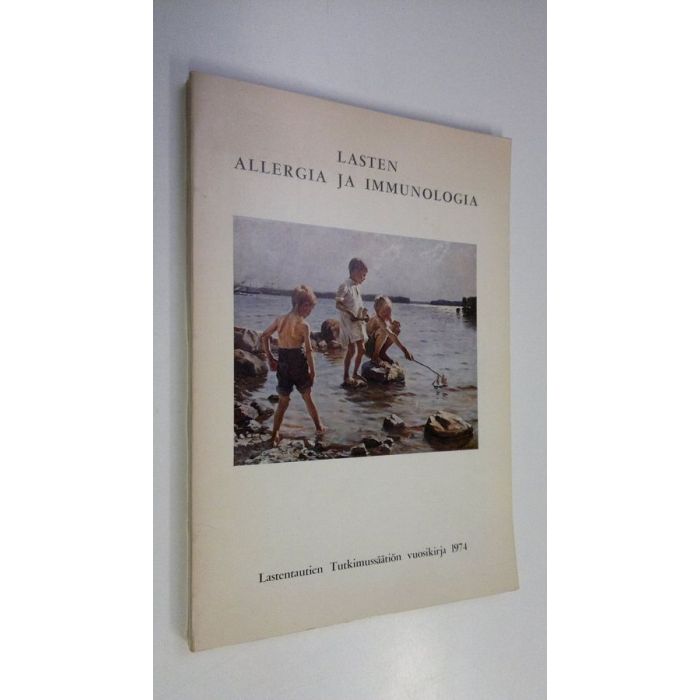 LASTEN
ALLERGIA JA IMMUNOLOGIA
Lastentautien Tutkimussäätiön vuosikirja 1974